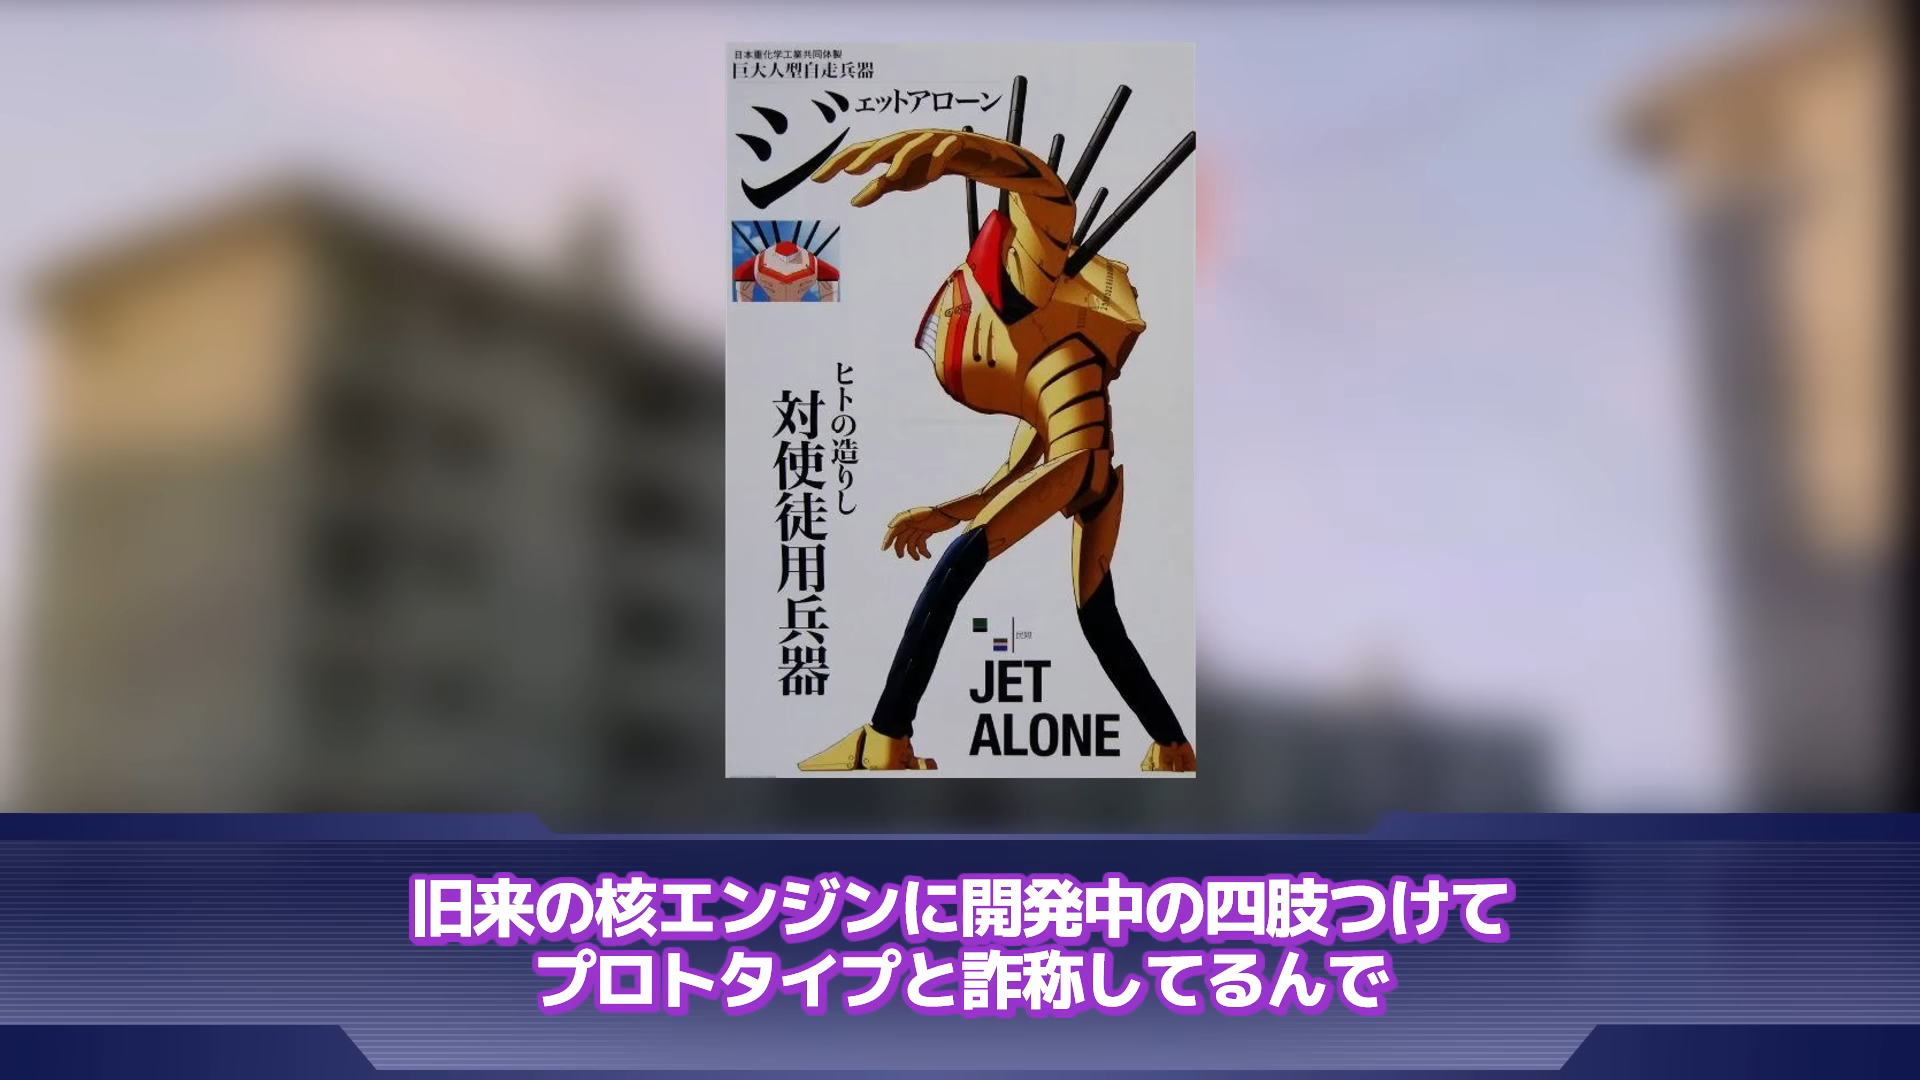 日本重化学工業共同体製
巨大人型自走兵器
ジェットアローン
ヒトの造りし
対使徒用兵器
民間
JET
ALONE
旧来の核エンジンに開発中の四肢つけて
プロトタイプと詐称してるんで